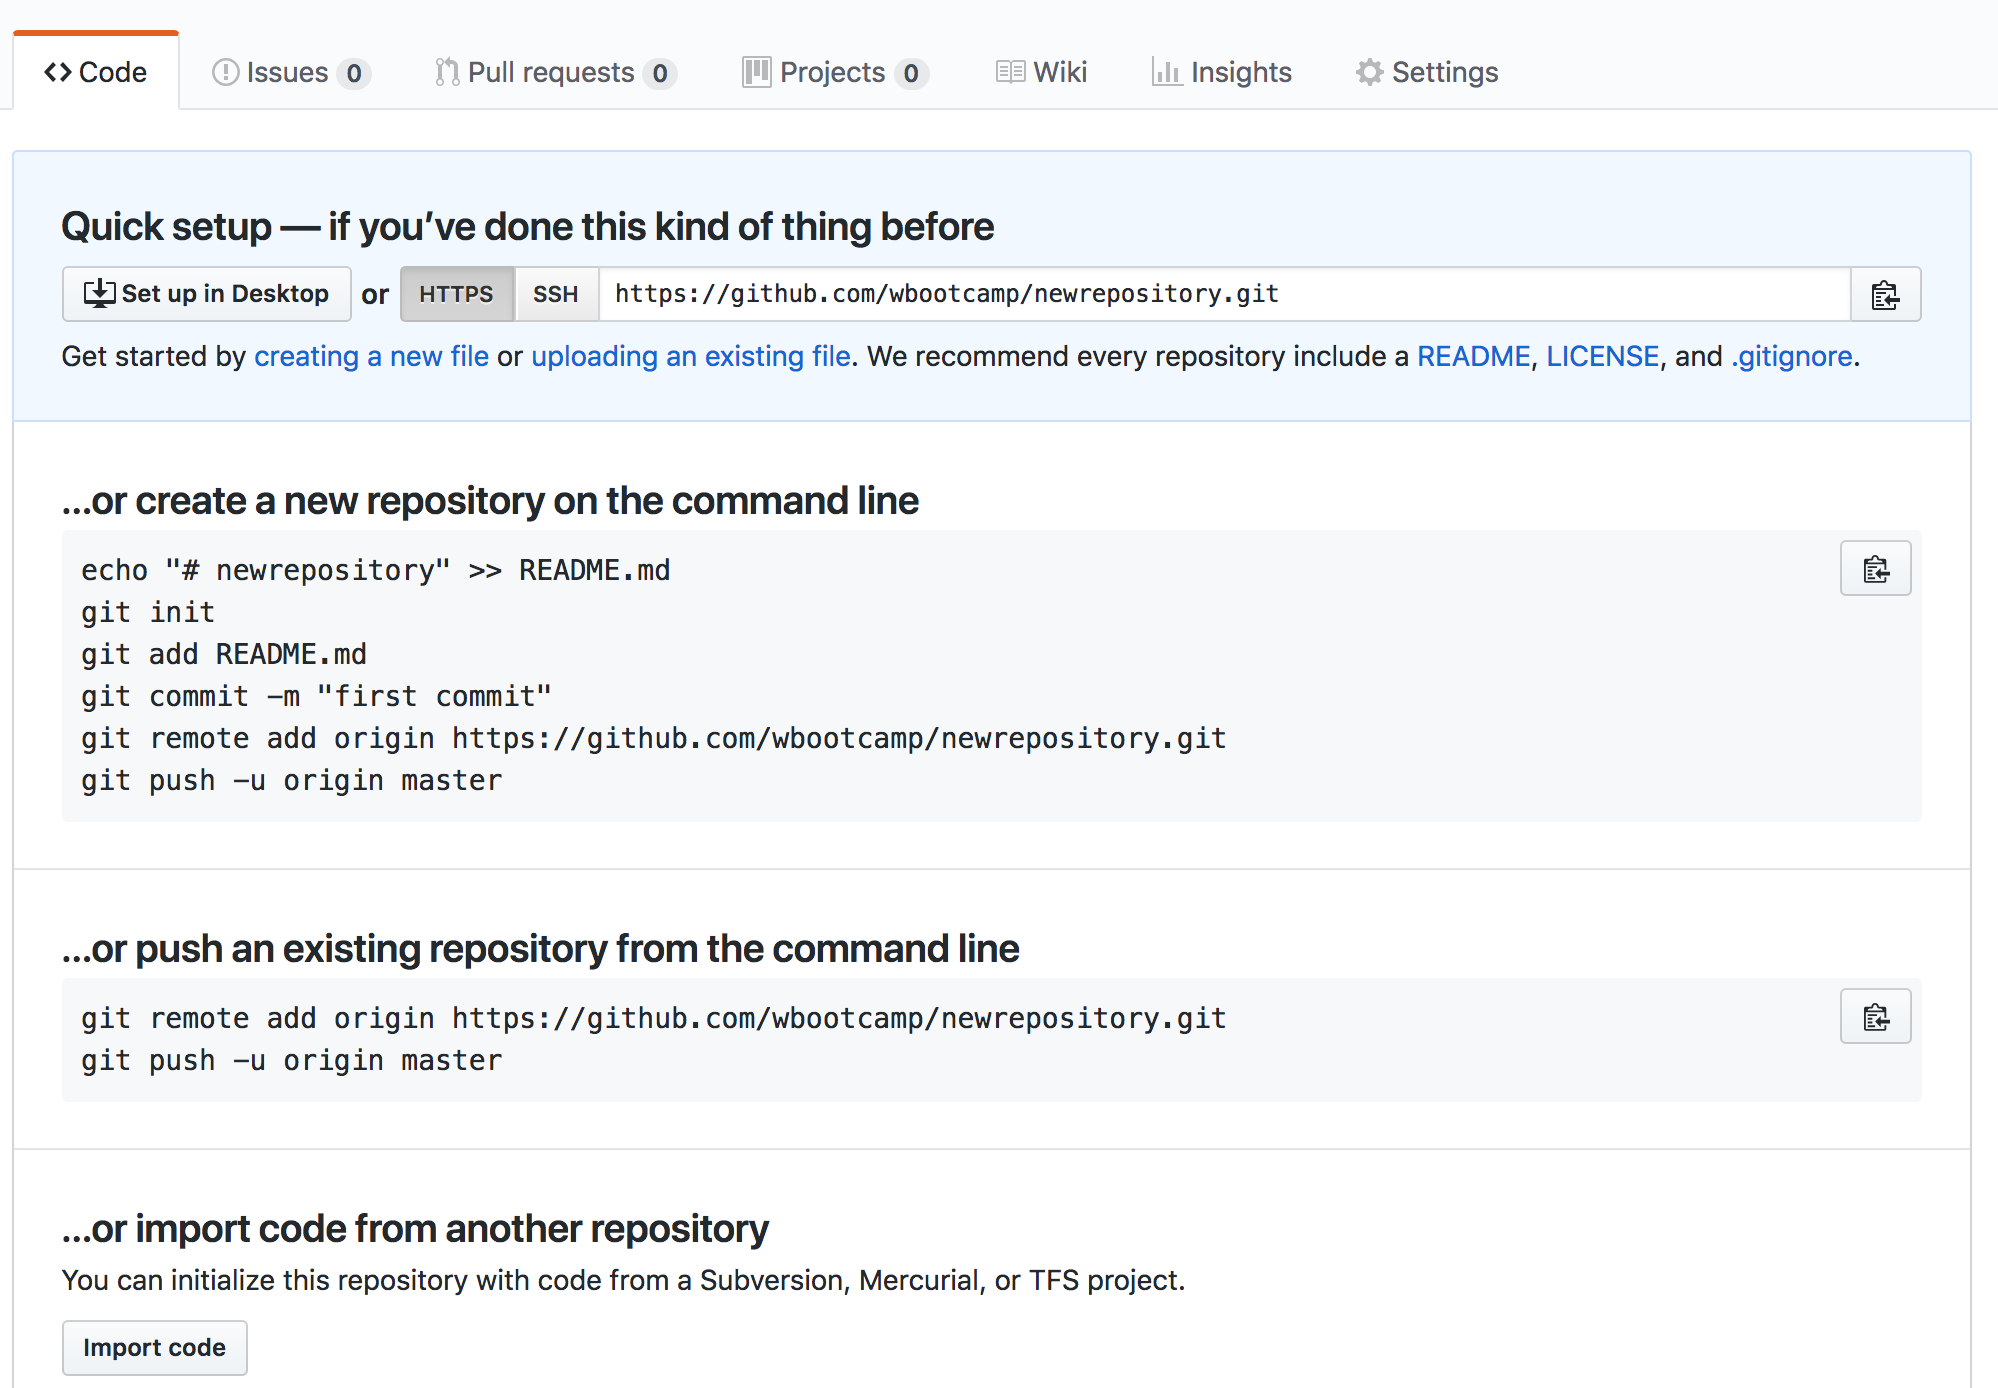 Code Issues 0 Pull requests 0 Projects 0 Wiki Insights Settings
Quick setup — if you’ve done this kind of thing before
Set up in Desktop or HTTPS SSH https://github.com/wbootcamp/newrepository.git
Get started by creating a new file or uploading an existing file. We recommend every repository include a README, LICENSE, and .gitignore.
…or create a new repository on the command line
echo "# newrepository" >> README.md
git init
git add README.md
git commit -m "first commit"
git remote add origin https://github.com/wbootcamp/newrepository.git
git push -u origin master
…or push an existing repository from the command line
git remote add origin https://github.com/wbootcamp/newrepository.git
git push -u origin master
…or import code from another repository
You can initialize this repository with code from a Subversion, Mercurial, or TFS project.
Import code